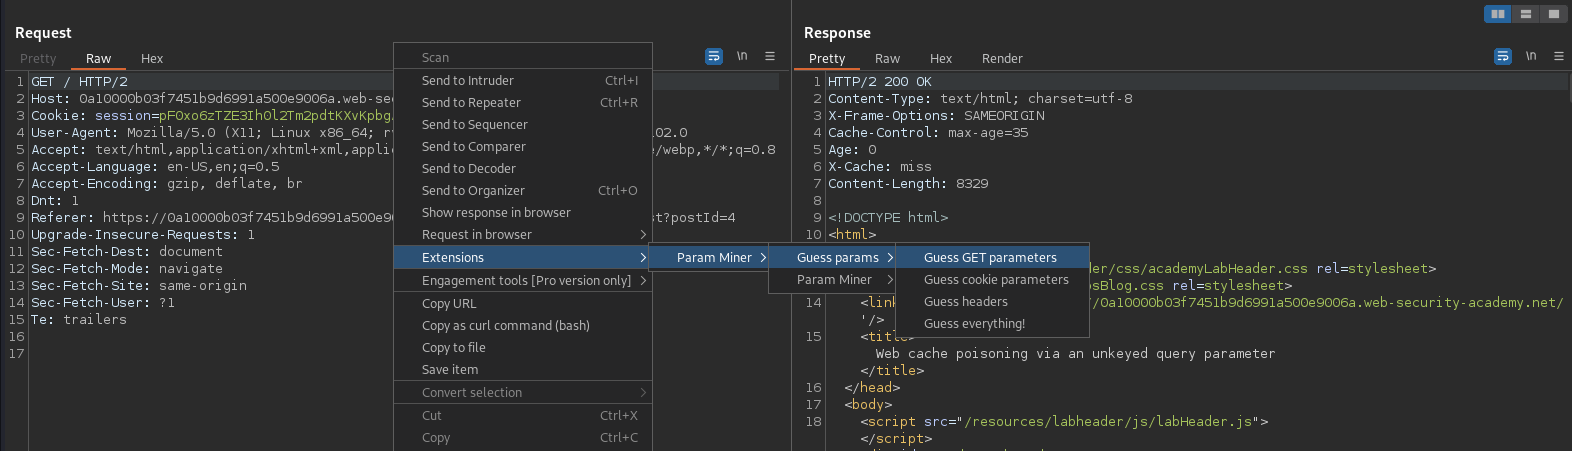 Request
Pretty Raw Hex
\n
1 GET / HTTP/2
2 Host: 0a10000b03f7451b9d6991a500e9006a.web-sec
3 Cookie: session=
4 User-Agent: Mozilla/5.0 (X11; Linux x86_64; r 02.0
5 Accept: text/html,application/xhtml+xml,applic e/webp,*/*;q=0.8
6 Accept-Language: en-US,en;q=0.5
7 Accept-Encoding: gzip, deflate, br
8 Dnt: 1
9 Referer: https://0a10000b03f7451b9d6991a500e90 st?postId=4
10 Upgrade-Insecure-Requests: 1
11 Sec-Fetch-Dest: document
12 Sec-Fetch-Mode: navigate
13 Sec-Fetch-Site: same-origin
14 Sec-Fetch-User: ?1
15 Te: trailers
16
17
Scan
Send to Intruder Ctrl+I
Send to Repeater Ctrl+R
Send to Sequencer
Send to Comparer
Send to Decoder
Send to Organizer Ctrl+O
Show response in browser
Request in browser
Extensions
Engagement tools [Pro version only]
Copy URL
Copy as curl command (bash)
Copy to file
Save item
Convert selection
Cut Ctrl+X
Copy Ctrl+C
Param Miner
Guess params
Param Miner
Guess GET parameters
Guess cookie parameters
Guess headers
Guess everything!
Response
Pretty Raw Hex Render
\n
1 HTTP/2 200 OK
2 Content-Type: text/html; charset=utf-8
3 X-Frame-Options: SAMEORIGIN
4 Cache-Control: max-age=35
5 Age: 0
6 X-Cache: miss
7 Content-Length: 8329
8
9 <!DOCTYPE html>
10 <html>
der/css/academyLabHeader.css rel=stylesheet>
osBlog.css rel=stylesheet>
14 <link //0a10000b03f7451b9d6991a500e9006a.web-security-academy.net/
'/>
15 <title>
Web cache poisoning via an unkeyed query parameter
</title>
16 </head>
17 <body>
18 <script src="/resources/labheader/js/labHeader.js">
</script>